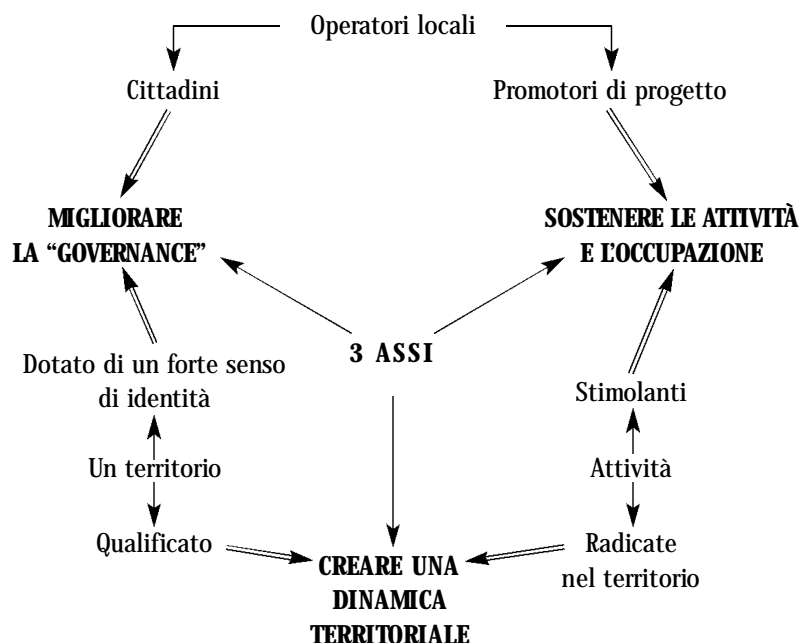 Operatori locali
Cittadini
Promotori di progetto
MIGLIORARE
LA “GOVERNANCE”
SOSTENERE LE ATTIVITÀ
E L’OCCUPAZIONE
3 ASSI
Dotato di un forte senso
di identità
Stimolanti
Un territorio
Attività
Qualificato
Radicate
nel territorio
CREARE UNA
DINAMICA
TERRITORIALE